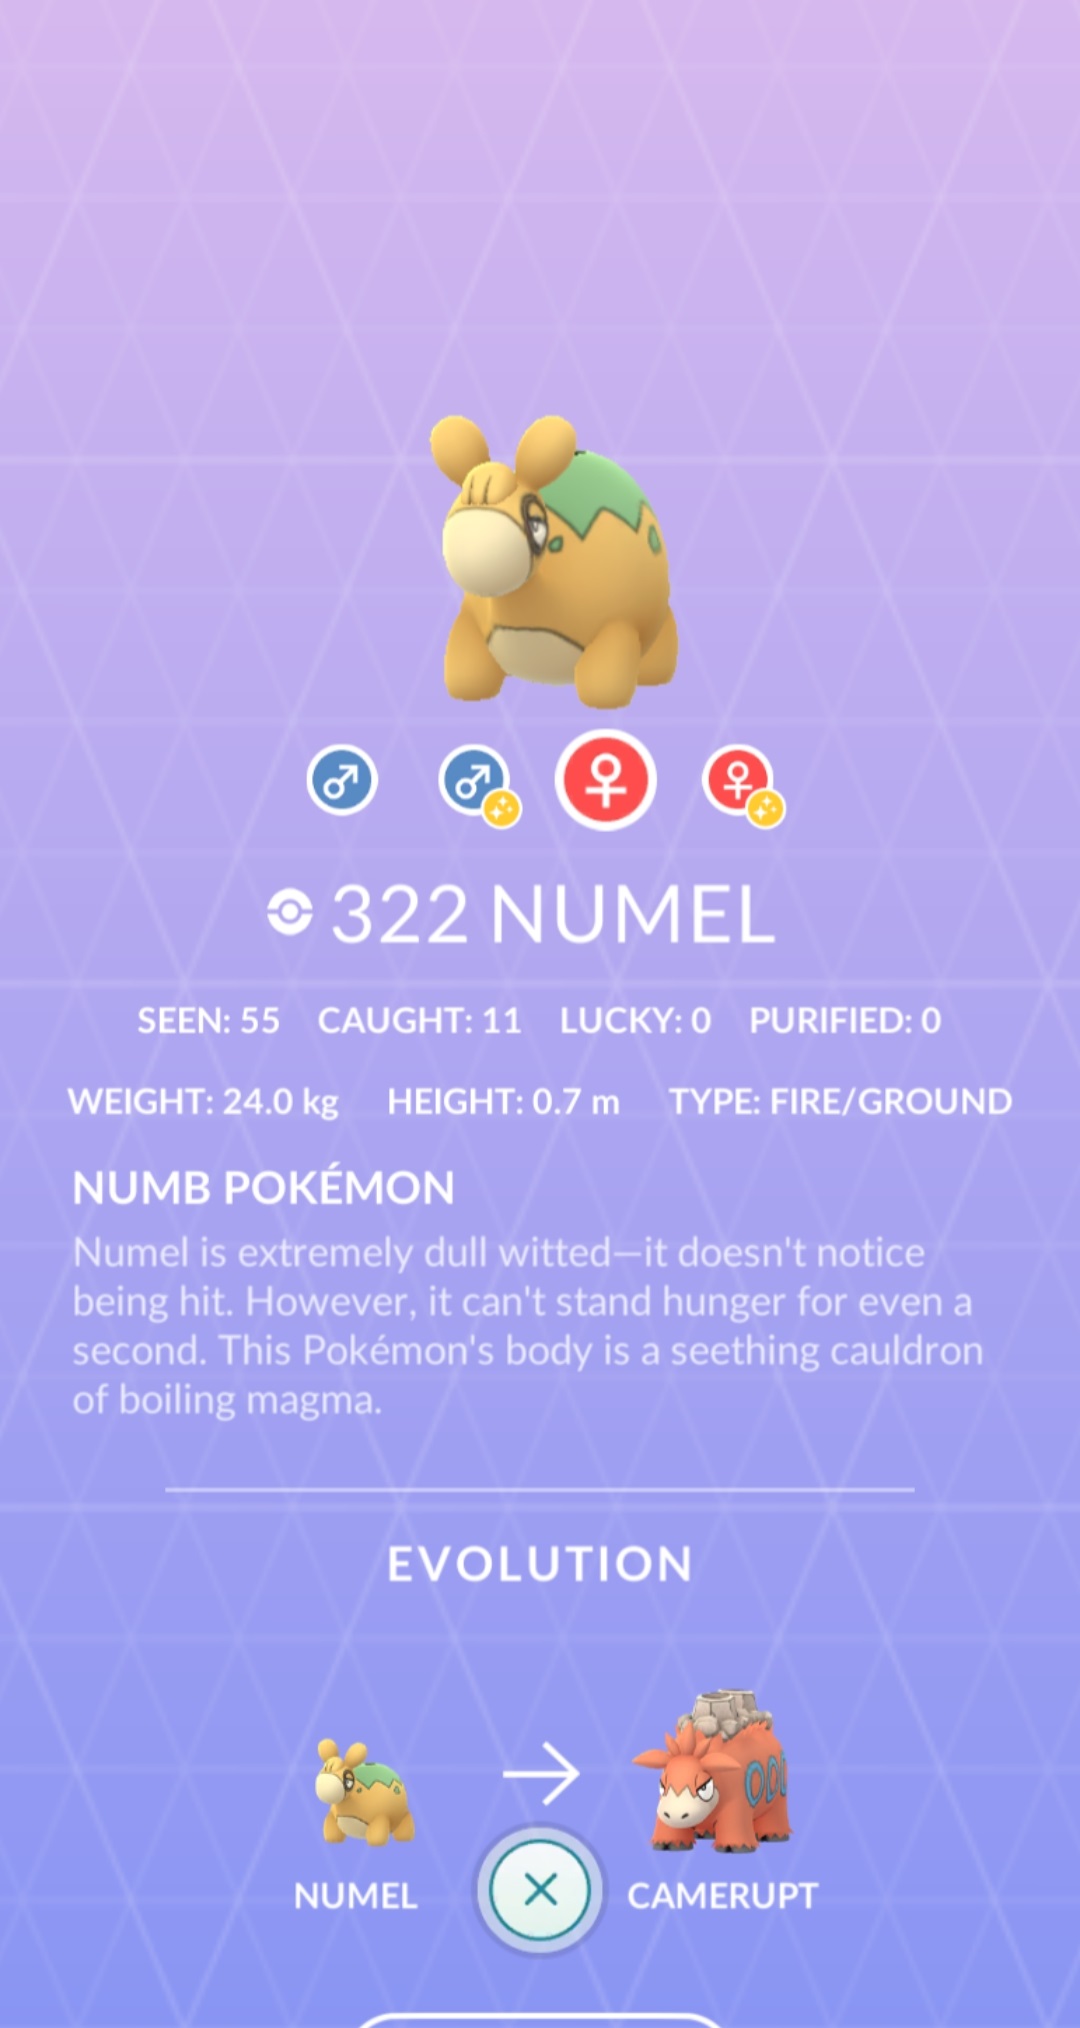 322 NUMEL
SEEN: 55 CAUGHT: 11 LUCKY: 0 PURIFIED: 0
WEIGHT: 24.0 kg HEIGHT: 0.7 m TYPE: FIRE/GROUND
NUMB POKÉMON
Numel is extremely dull witted—it doesn't notice
being hit. However, it can't stand hunger for even a
second. This Pokémon's body is a seething cauldron
of boiling magma.
EVOLUTION
NUMEL CAMERUPT